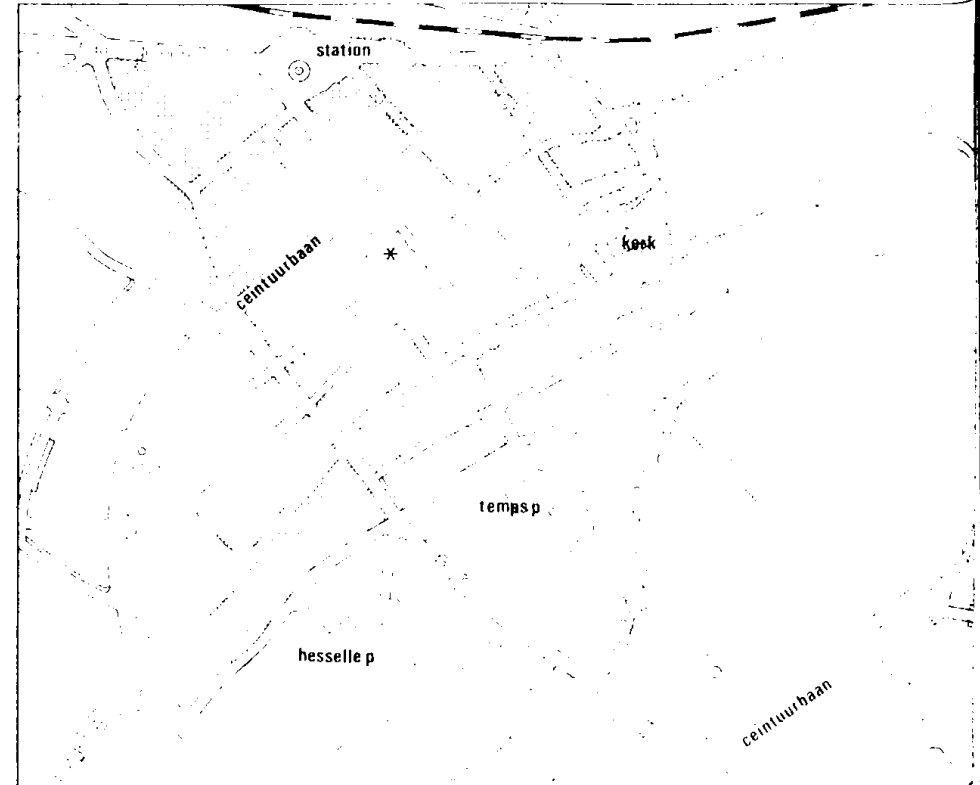 station
kerk
ceintuurbaan
temps p
hesselle p
ceintuurbaan